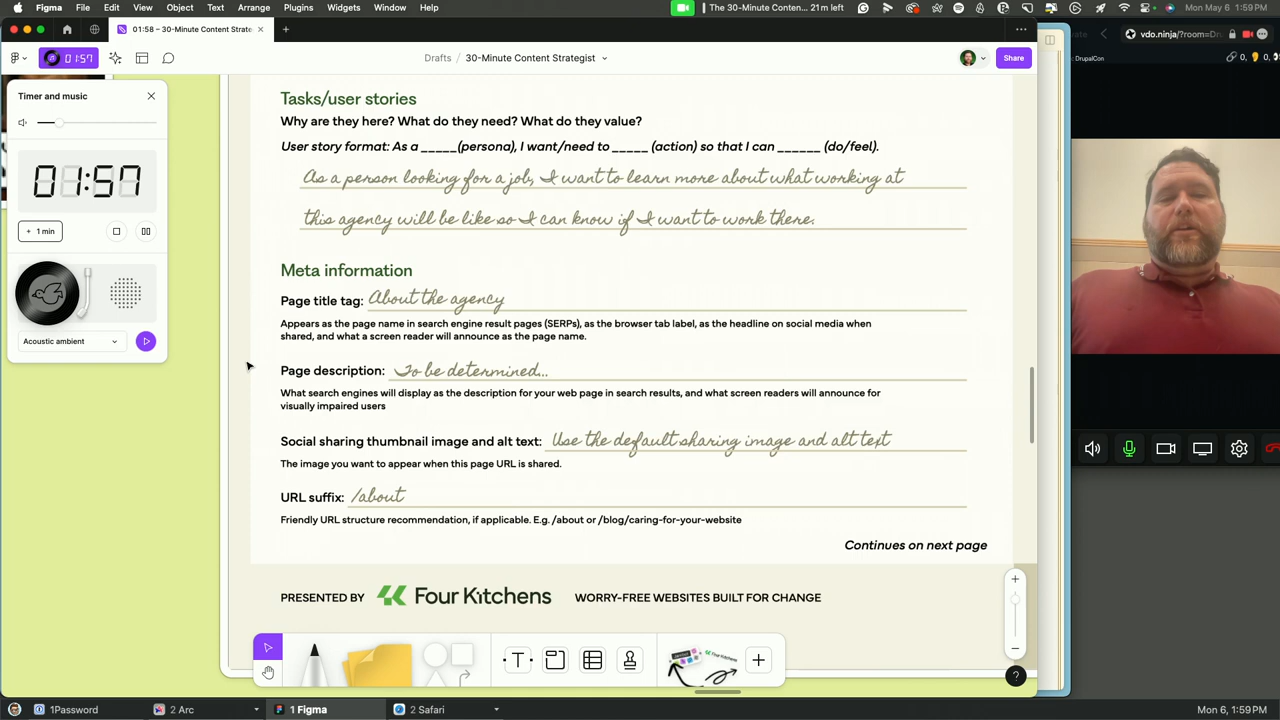 Figma File Edit View Object Text Arrange Plugins Widgets Window Help
The 30-Minute Conten... 21m left
Mon May 6 1:59 PM
01:58 – 30-Minute Content Strate
vdo.ninja/?room=Dr
01:57
Drafts / 30-Minute Content Strategist
Share
DrupalCon
Timer and music
01:57
+ 1 min
Acoustic ambient
Tasks/user stories
Why are they here? What do they need? What do they value?
User story format: As a _____(persona), I want/need to _____ (action) so that I can ______ (do/feel).
As a person looking for a job, I want to learn more about what working at
this agency will be like so I can know if I want to work there.
Meta information
Page title tag: About the agency
Appears as the page name in search engine result pages (SERPs), as the browser tab label, as the headline on social media when
shared, and what a screen reader will announce as the page name.
Page description: To be determined...
What search engines will display as the description for your web page in search results, and what screen readers will announce for
visually impaired users
Social sharing thumbnail image and alt text: Use the default sharing image and alt text
The image you want to appear when this page URL is shared.
URL suffix: /about
Friendly URL structure recommendation, if applicable. E.g. /about or /blog/caring-for-your-website
Continues on next page
PRESENTED BY Four Kitchens WORRY-FREE WEBSITES BUILT FOR CHANGE
T
?
1Password 2 Arc 1 Figma 2 Safari Mon 6, 1:59PM